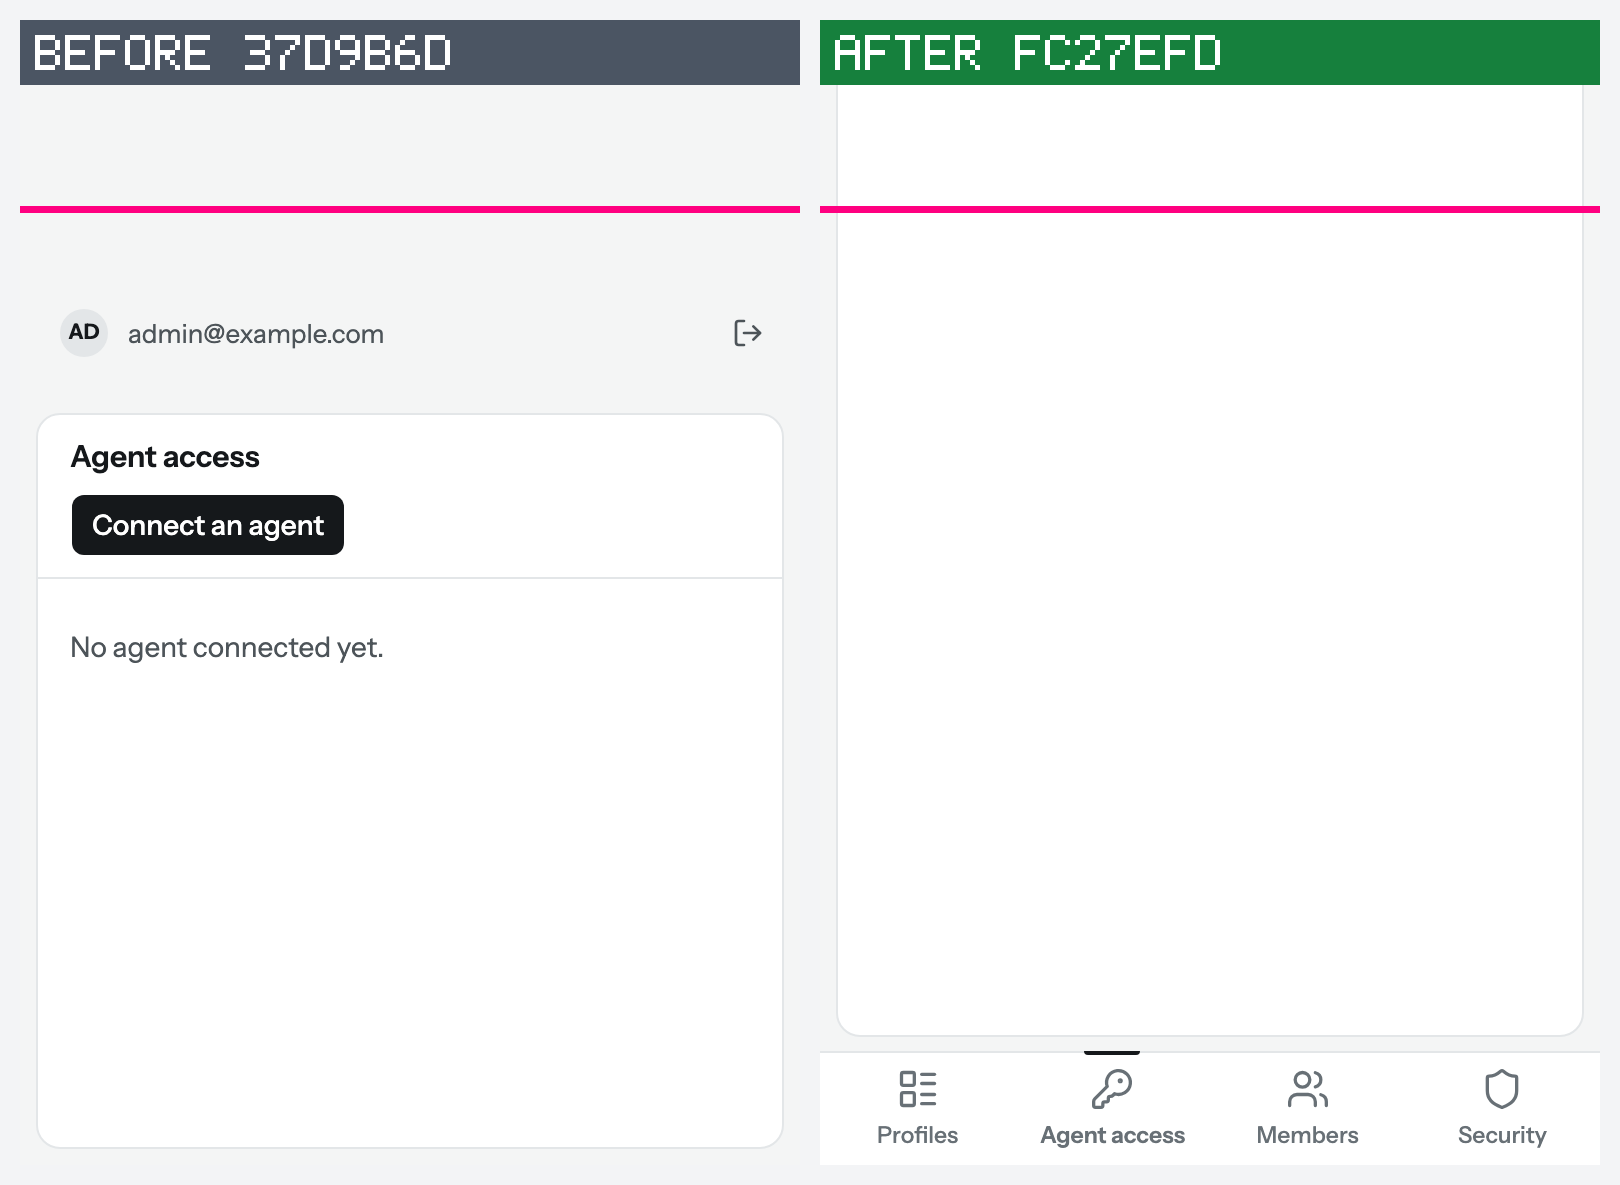 BEFORE 37D9B6D
AD admin@example.com
Agent access
Connect an agent
No agent connected yet.
AFTER FC27EFD
Profiles Agent access Members Security